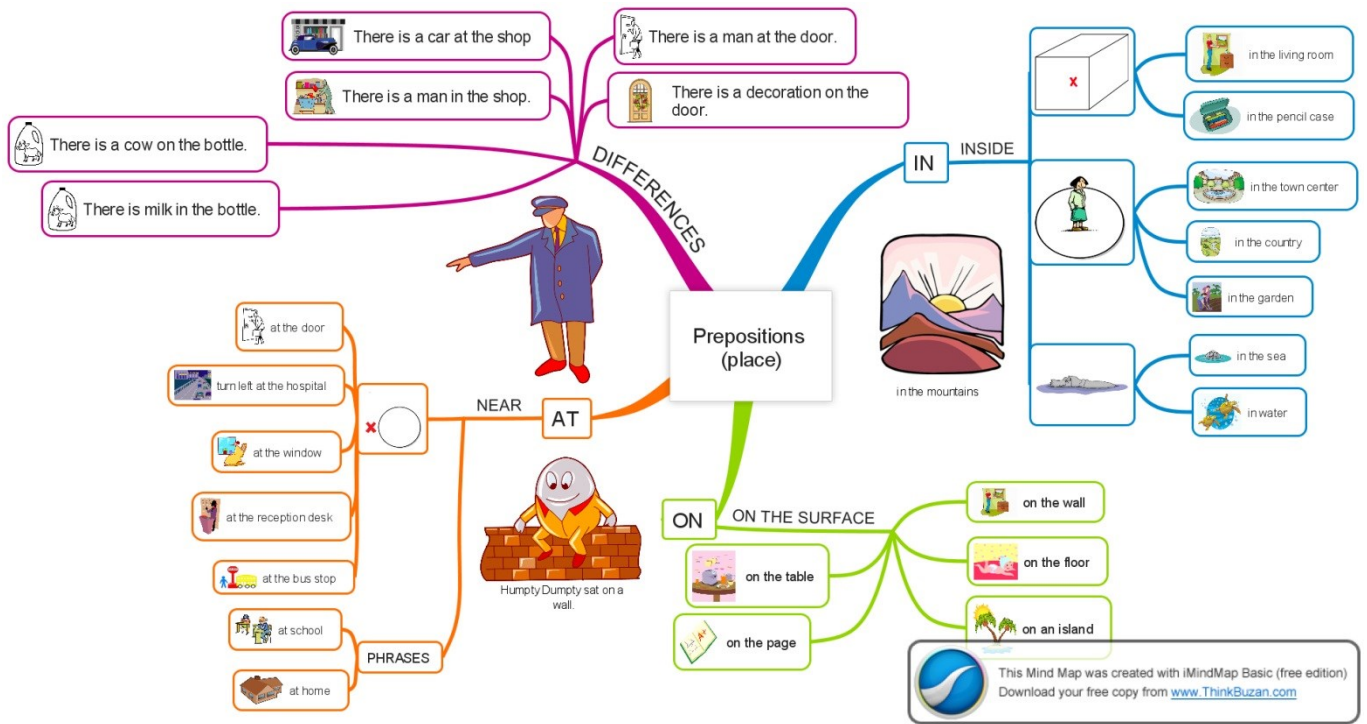 Prepositions
(place)
DIFFERENCES
There is a car at the shop
There is a man in the shop.
There is a cow on the bottle.
There is milk in the bottle.
There is a man at the door.
There is a decoration on the
door.
IN
INSIDE
in the living room
in the pencil case
in the town center
in the country
in the garden
in the sea
in water
in the mountains
AT
NEAR
at the door
turn left at the hospital
at the window
at the reception desk
at the bus stop
PHRASES
at school
at home
Humpty Dumpty sat on a
wall.
ON
ON THE SURFACE
on the table
on the page
on the wall
on the floor
on an island
A+
x
x
This Mind Map was created with iMindMap Basic (free edition)
Download your free copy from www.ThinkBuzan.com